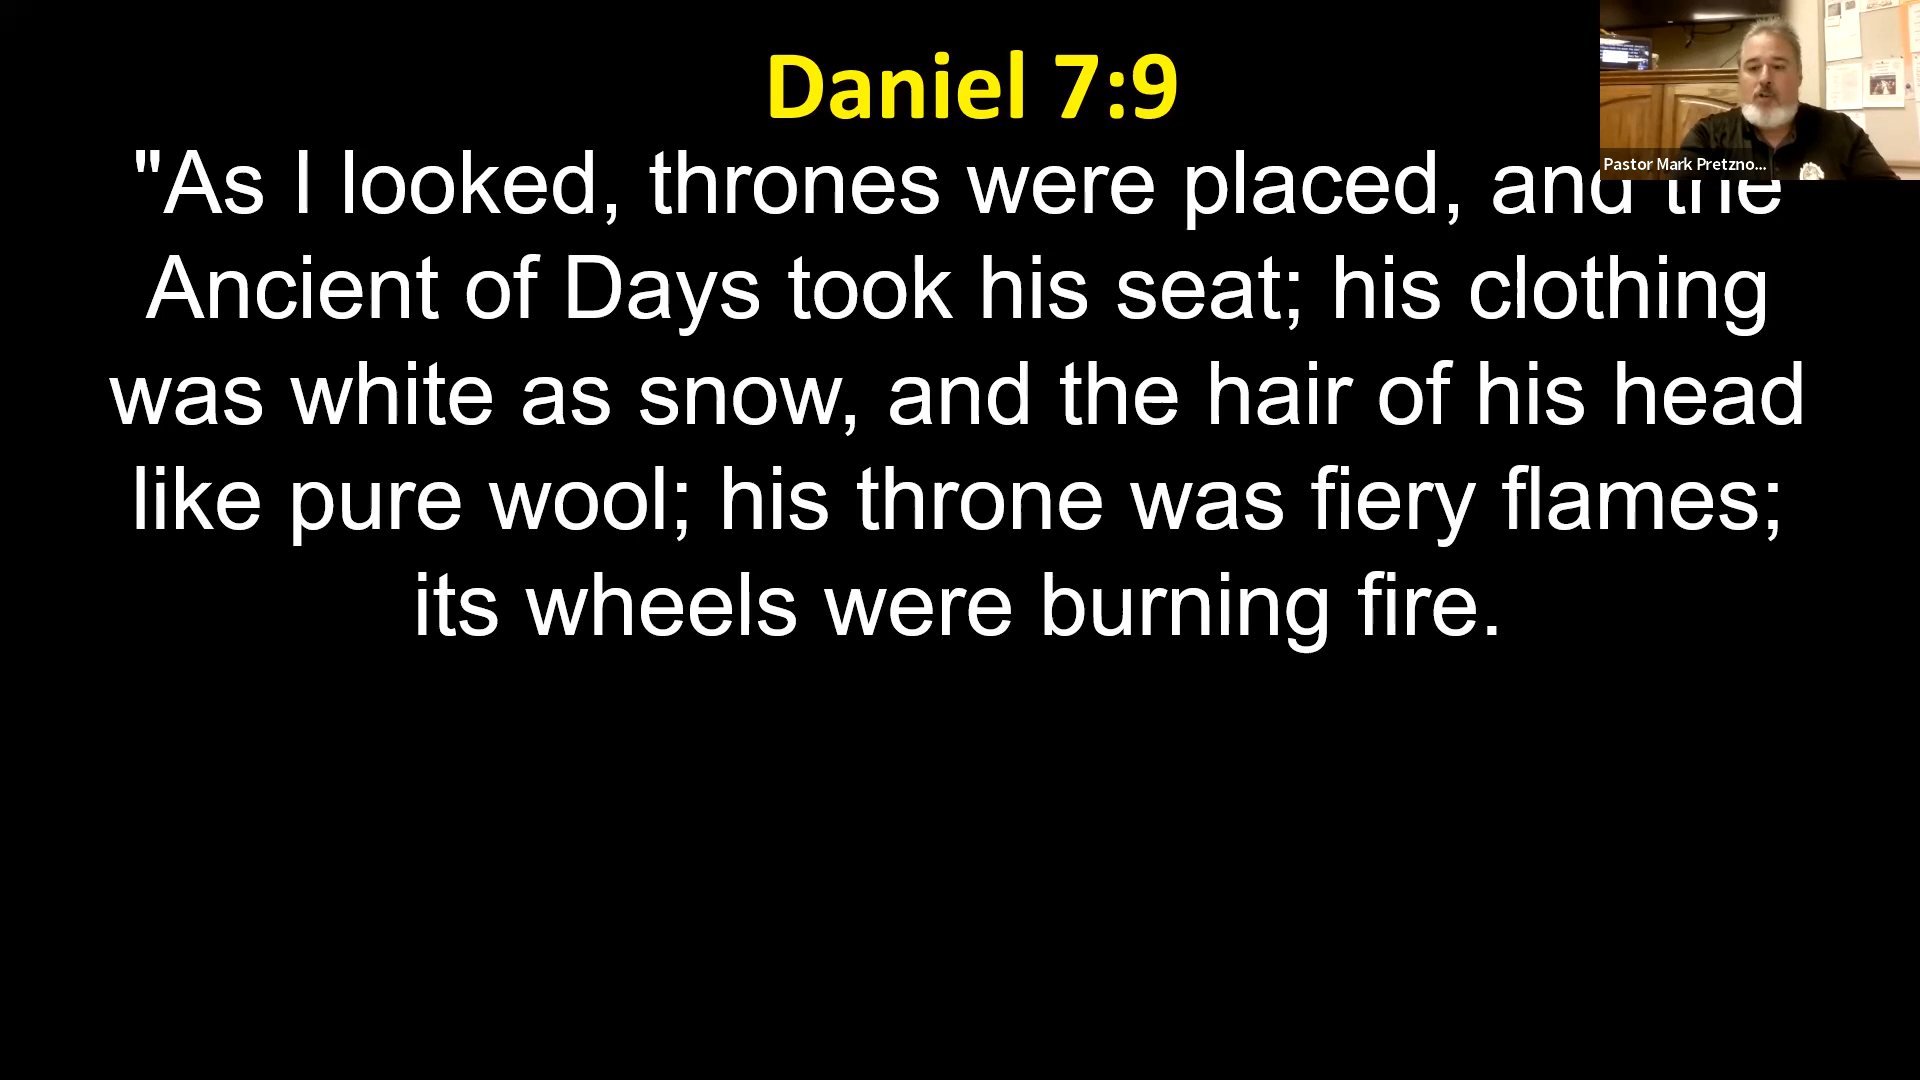 Daniel 7:9
"As I looked, thrones were placed, and the
Ancient of Days took his seat; his clothing
was white as snow, and the hair of his head
like pure wool; his throne was fiery flames;
its wheels were burning fire.
Pastor Mark Pretzno...